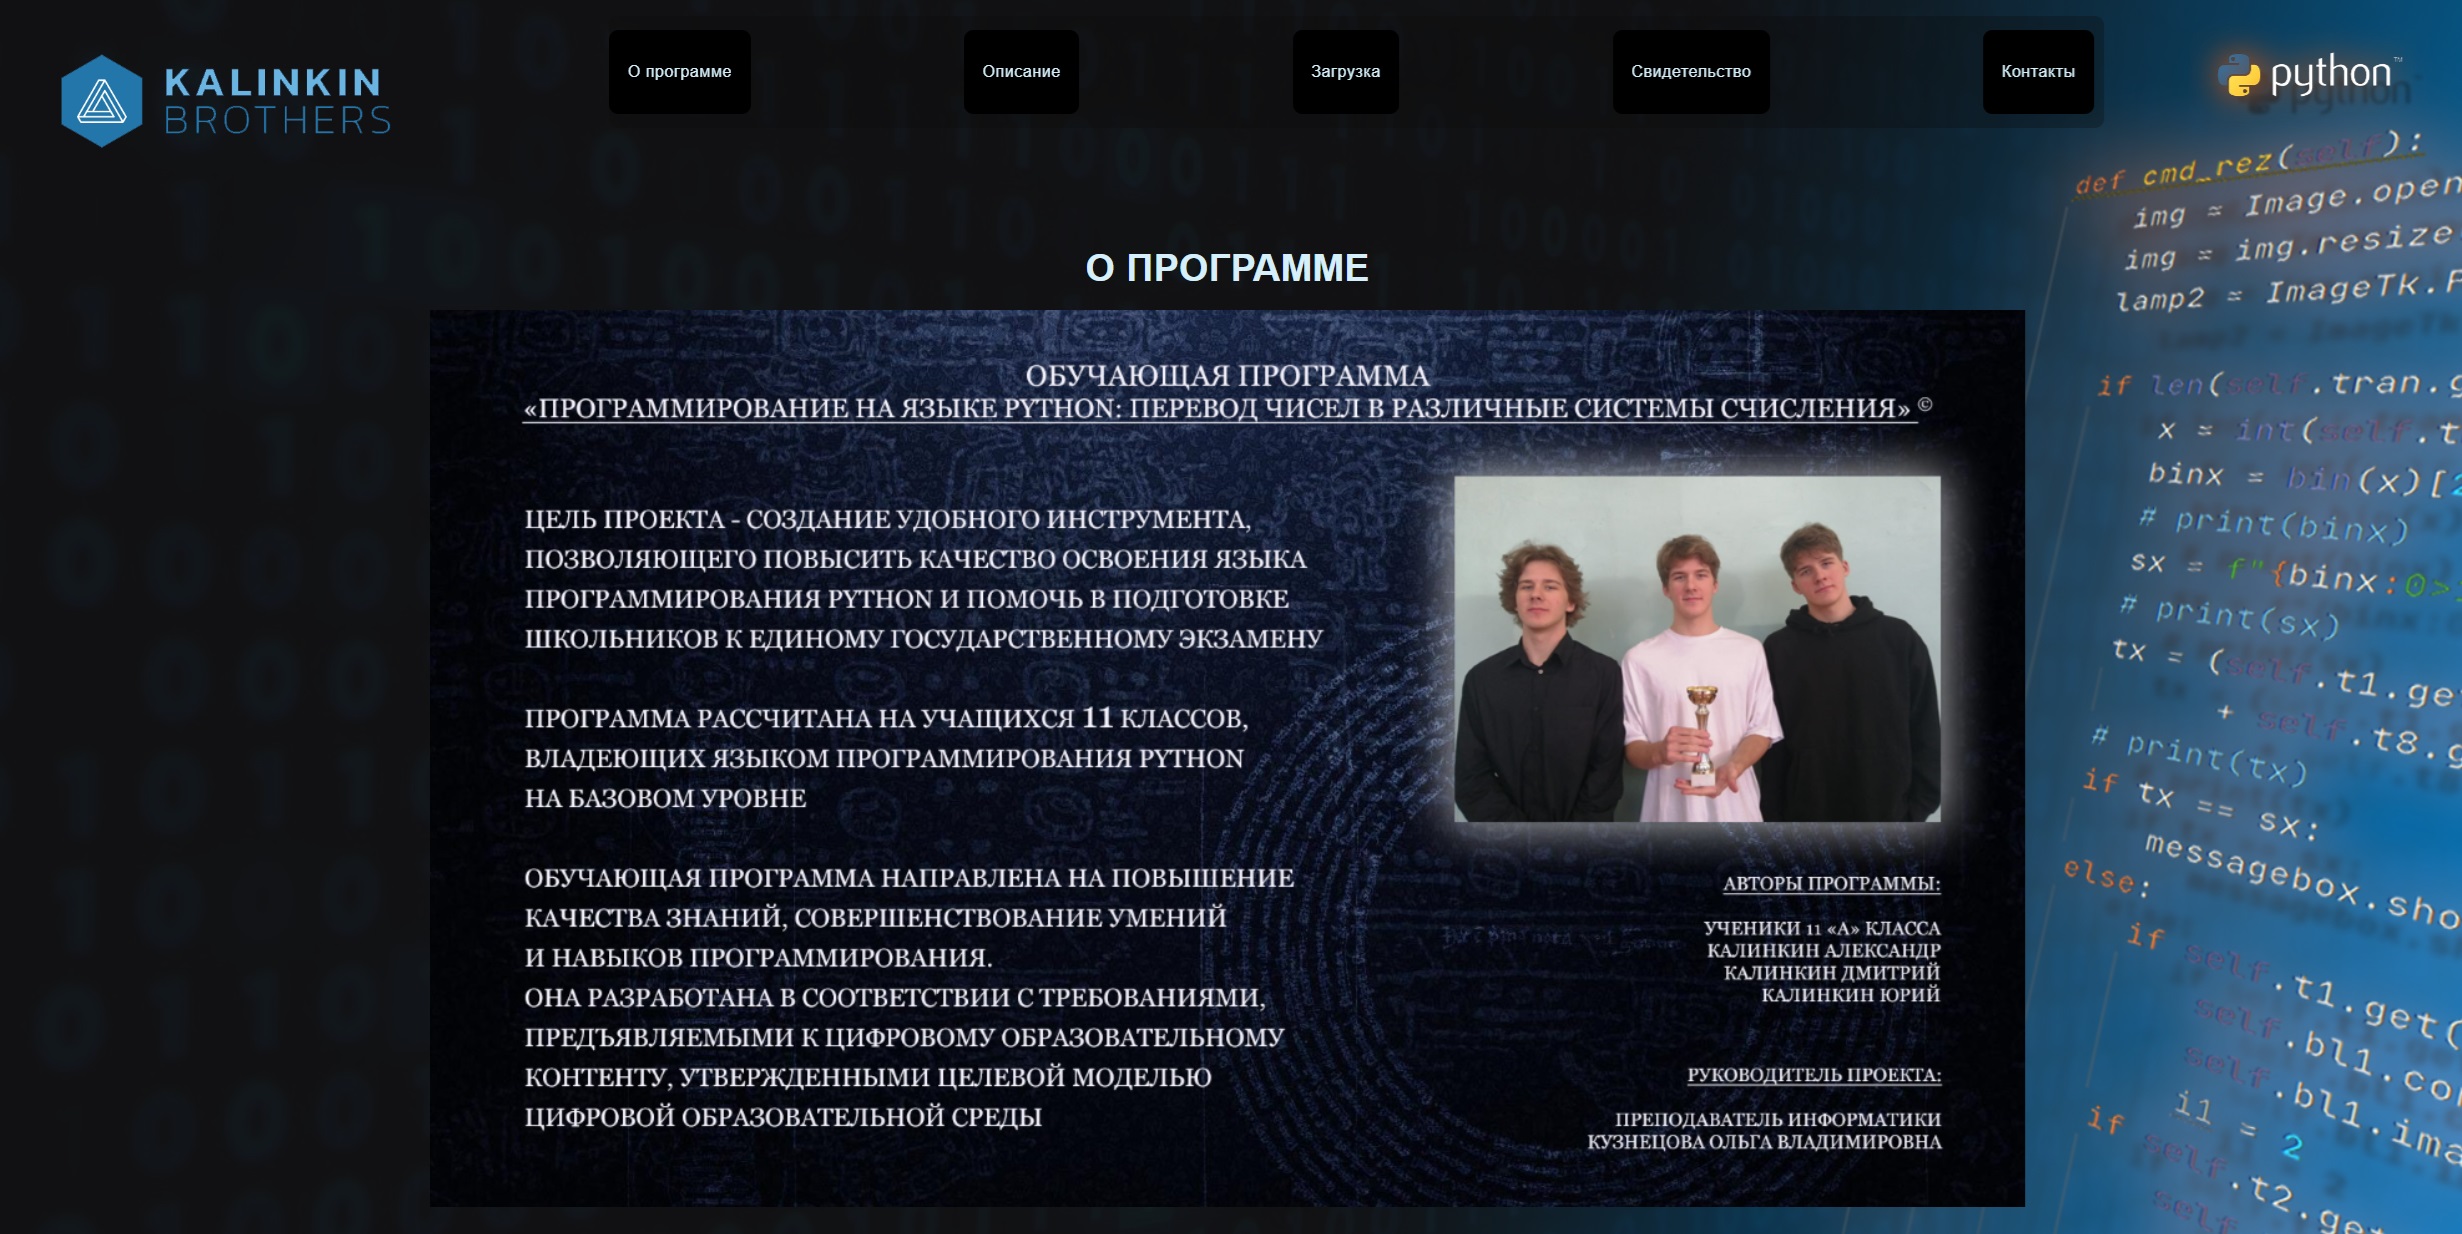 KALINKIN
BROTHERS
О программе
Описание
Загрузка
Свидетельство
Контакты
python™
О ПРОГРАММЕ
ОБУЧАЮЩАЯ ПРОГРАММА
«ПРОГРАММИРОВАНИЕ НА ЯЗЫКЕ PYTHON: ПЕРЕВОД ЧИСЕЛ В РАЗЛИЧНЫЕ СИСТЕМЫ СЧИСЛЕНИЯ» ©
ЦЕЛЬ ПРОЕКТА - СОЗДАНИЕ УДОБНОГО ИНСТРУМЕНТА,
ПОЗВОЛЯЮЩЕГО ПОВЫСИТЬ КАЧЕСТВО ОСВОЕНИЯ ЯЗЫКА
ПРОГРАММИРОВАНИЯ PYTHON И ПОМОЧЬ В ПОДГОТОВКЕ
ШКОЛЬНИКОВ К ЕДИНОМУ ГОСУДАРСТВЕННОМУ ЭКЗАМЕНУ
ПРОГРАММА РАССЧИТАНА НА УЧАЩИХСЯ 11 КЛАССОВ,
ВЛАДЕЮЩИХ ЯЗЫКОМ ПРОГРАММИРОВАНИЯ PYTHON
НА БАЗОВОМ УРОВНЕ
ОБУЧАЮЩАЯ ПРОГРАММА НАПРАВЛЕНА НА ПОВЫШЕНИЕ
КАЧЕСТВА ЗНАНИЙ, СОВЕРШЕНСТВОВАНИЕ УМЕНИЙ
И НАВЫКОВ ПРОГРАММИРОВАНИЯ.
ОНА РАЗРАБОТАНА В СООТВЕТСТВИИ С ТРЕБОВАНИЯМИ,
ПРЕДЪЯВЛЯЕМЫМИ К ЦИФРОВОМУ ОБРАЗОВАТЕЛЬНОМУ
КОНТЕНТУ, УТВЕРЖДЕННЫМИ ЦЕЛЕВОЙ МОДЕЛЬЮ
ЦИФРОВОЙ ОБРАЗОВАТЕЛЬНОЙ СРЕДЫ
АВТОРЫ ПРОГРАММЫ:
УЧЕНИКИ 11 «А» КЛАССА
КАЛИНКИН АЛЕКСАНДР
КАЛИНКИН ДМИТРИЙ
КАЛИНКИН ЮРИЙ
РУКОВОДИТЕЛЬ ПРОЕКТА:
ПРЕПОДАВАТЕЛЬ ИНФОРМАТИКИ
КУЗНЕЦОВА ОЛЬГА ВЛАДИМИРОВНА
def cmd_rez(self):
img = Image.open
img = img.resize
lamp2 = ImageTk.
if len(self.tran.g
x = int(self.t
binx = bin(x)[2
# print(binx)
sx = f"{binx:0>
# print(sx)
tx = (self.t1.ge
+ self.t8.g
# print(tx)
if tx == sx:
messagebox.sho
else:
if self.t1.get(
self.bl1.co
self.bl1.ima
i1 = 2
if self.t2.ge
self